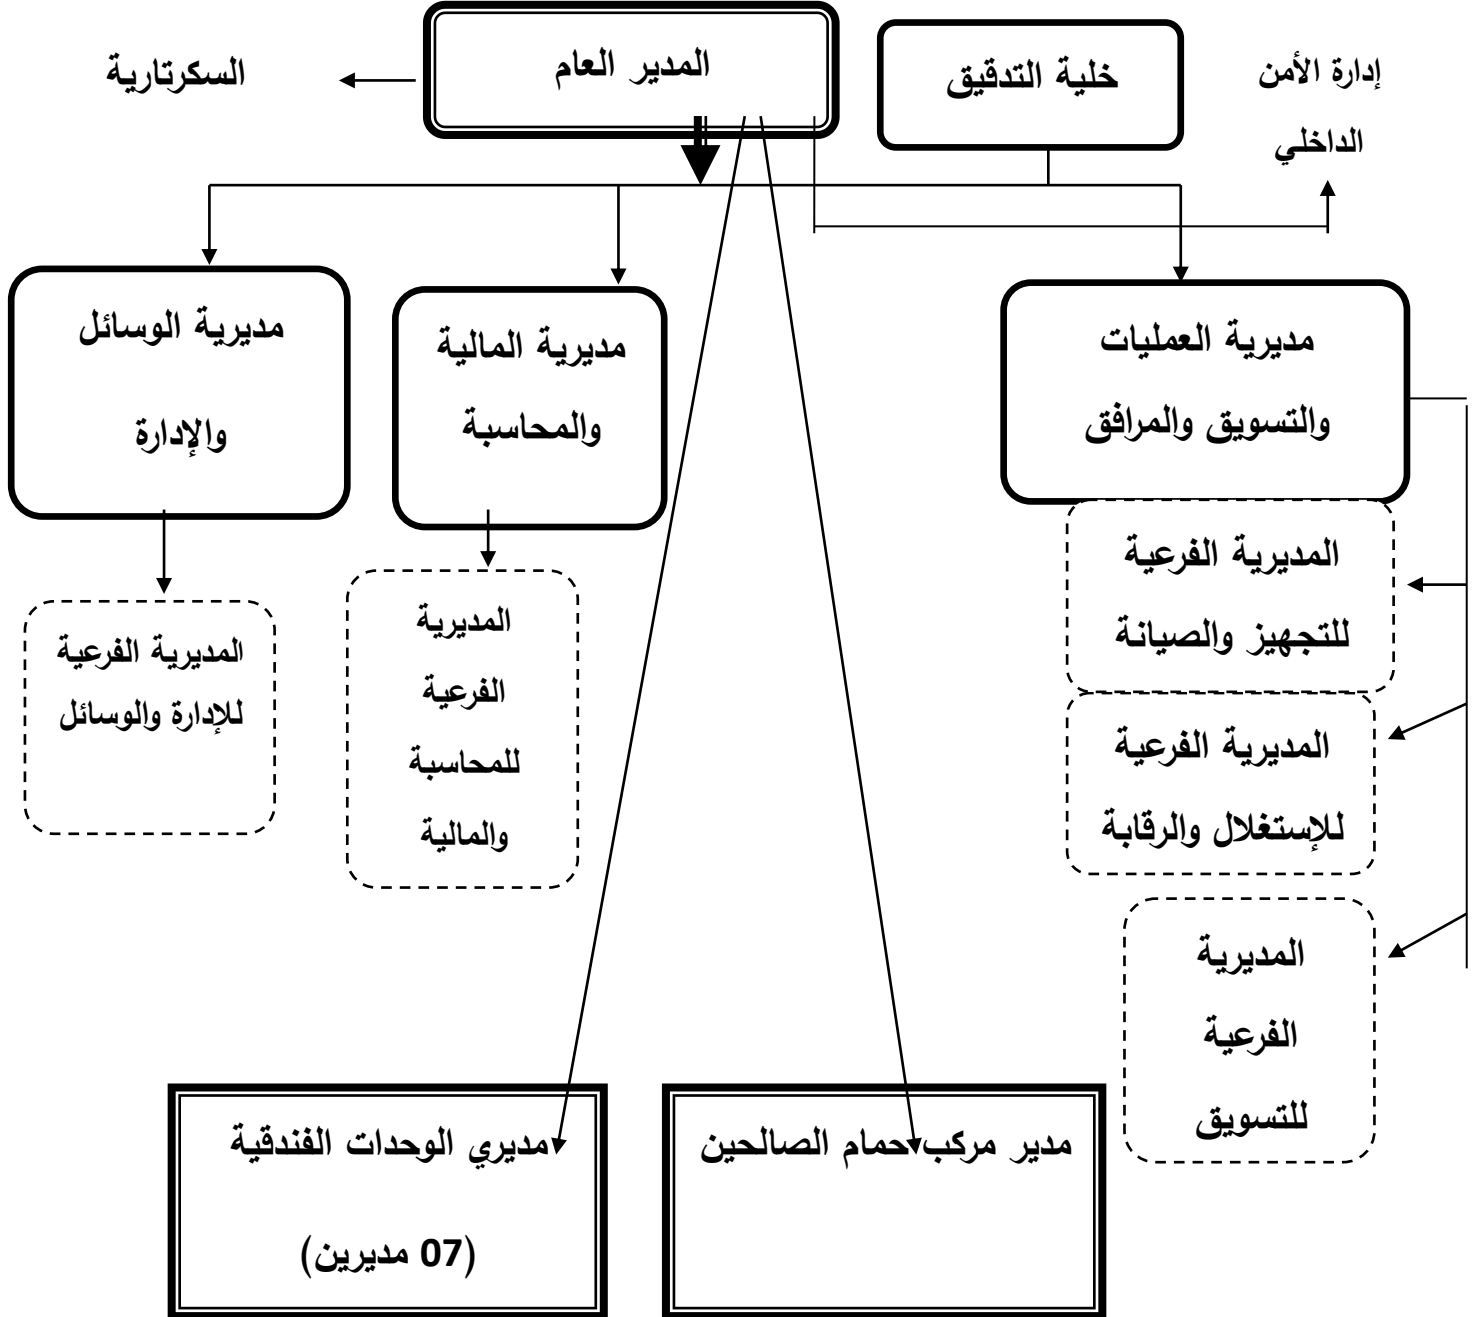 المدير العام
خلية التدقيق
إدارة الأمن
الداخلي
السكرتارية
مديرية العمليات
والتسويق والمرافق
مديرية المالية
والمحاسبة
مديرية الوسائل
والإدارة
المديرية الفرعية
للتجهيز والصيانة
المديرية الفرعية
للإستغلال والرقابة
المديرية
الفرعية
للتسويق
المديرية
الفرعية
للمحاسبة
والمالية
المديرية الفرعية
للإدارة والوسائل
مدير مركب حمام الصالحين
مديري الوحدات الفندقية
(07 مديرين)